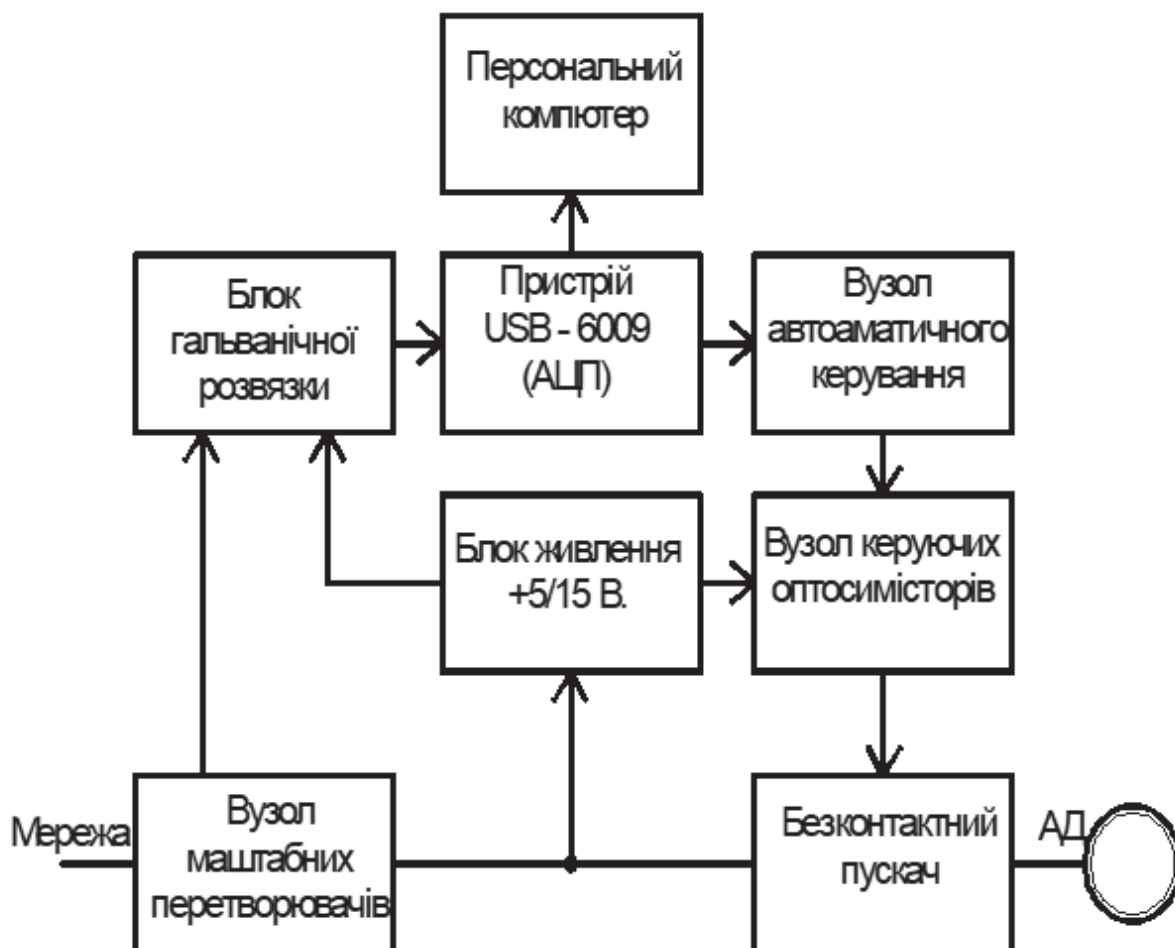 Персональний
компютер
Блок
гальванічної
розвязки
Пристрій
USB - 6009
(АЦП)
Вузол
автоаматичного
керування
Блок живлення
+5/15 В.
Вузол керуючих
оптосимісторів
Мережа
Вузол
маштабних
перетворювачів
Безконтактний
пускач
АД